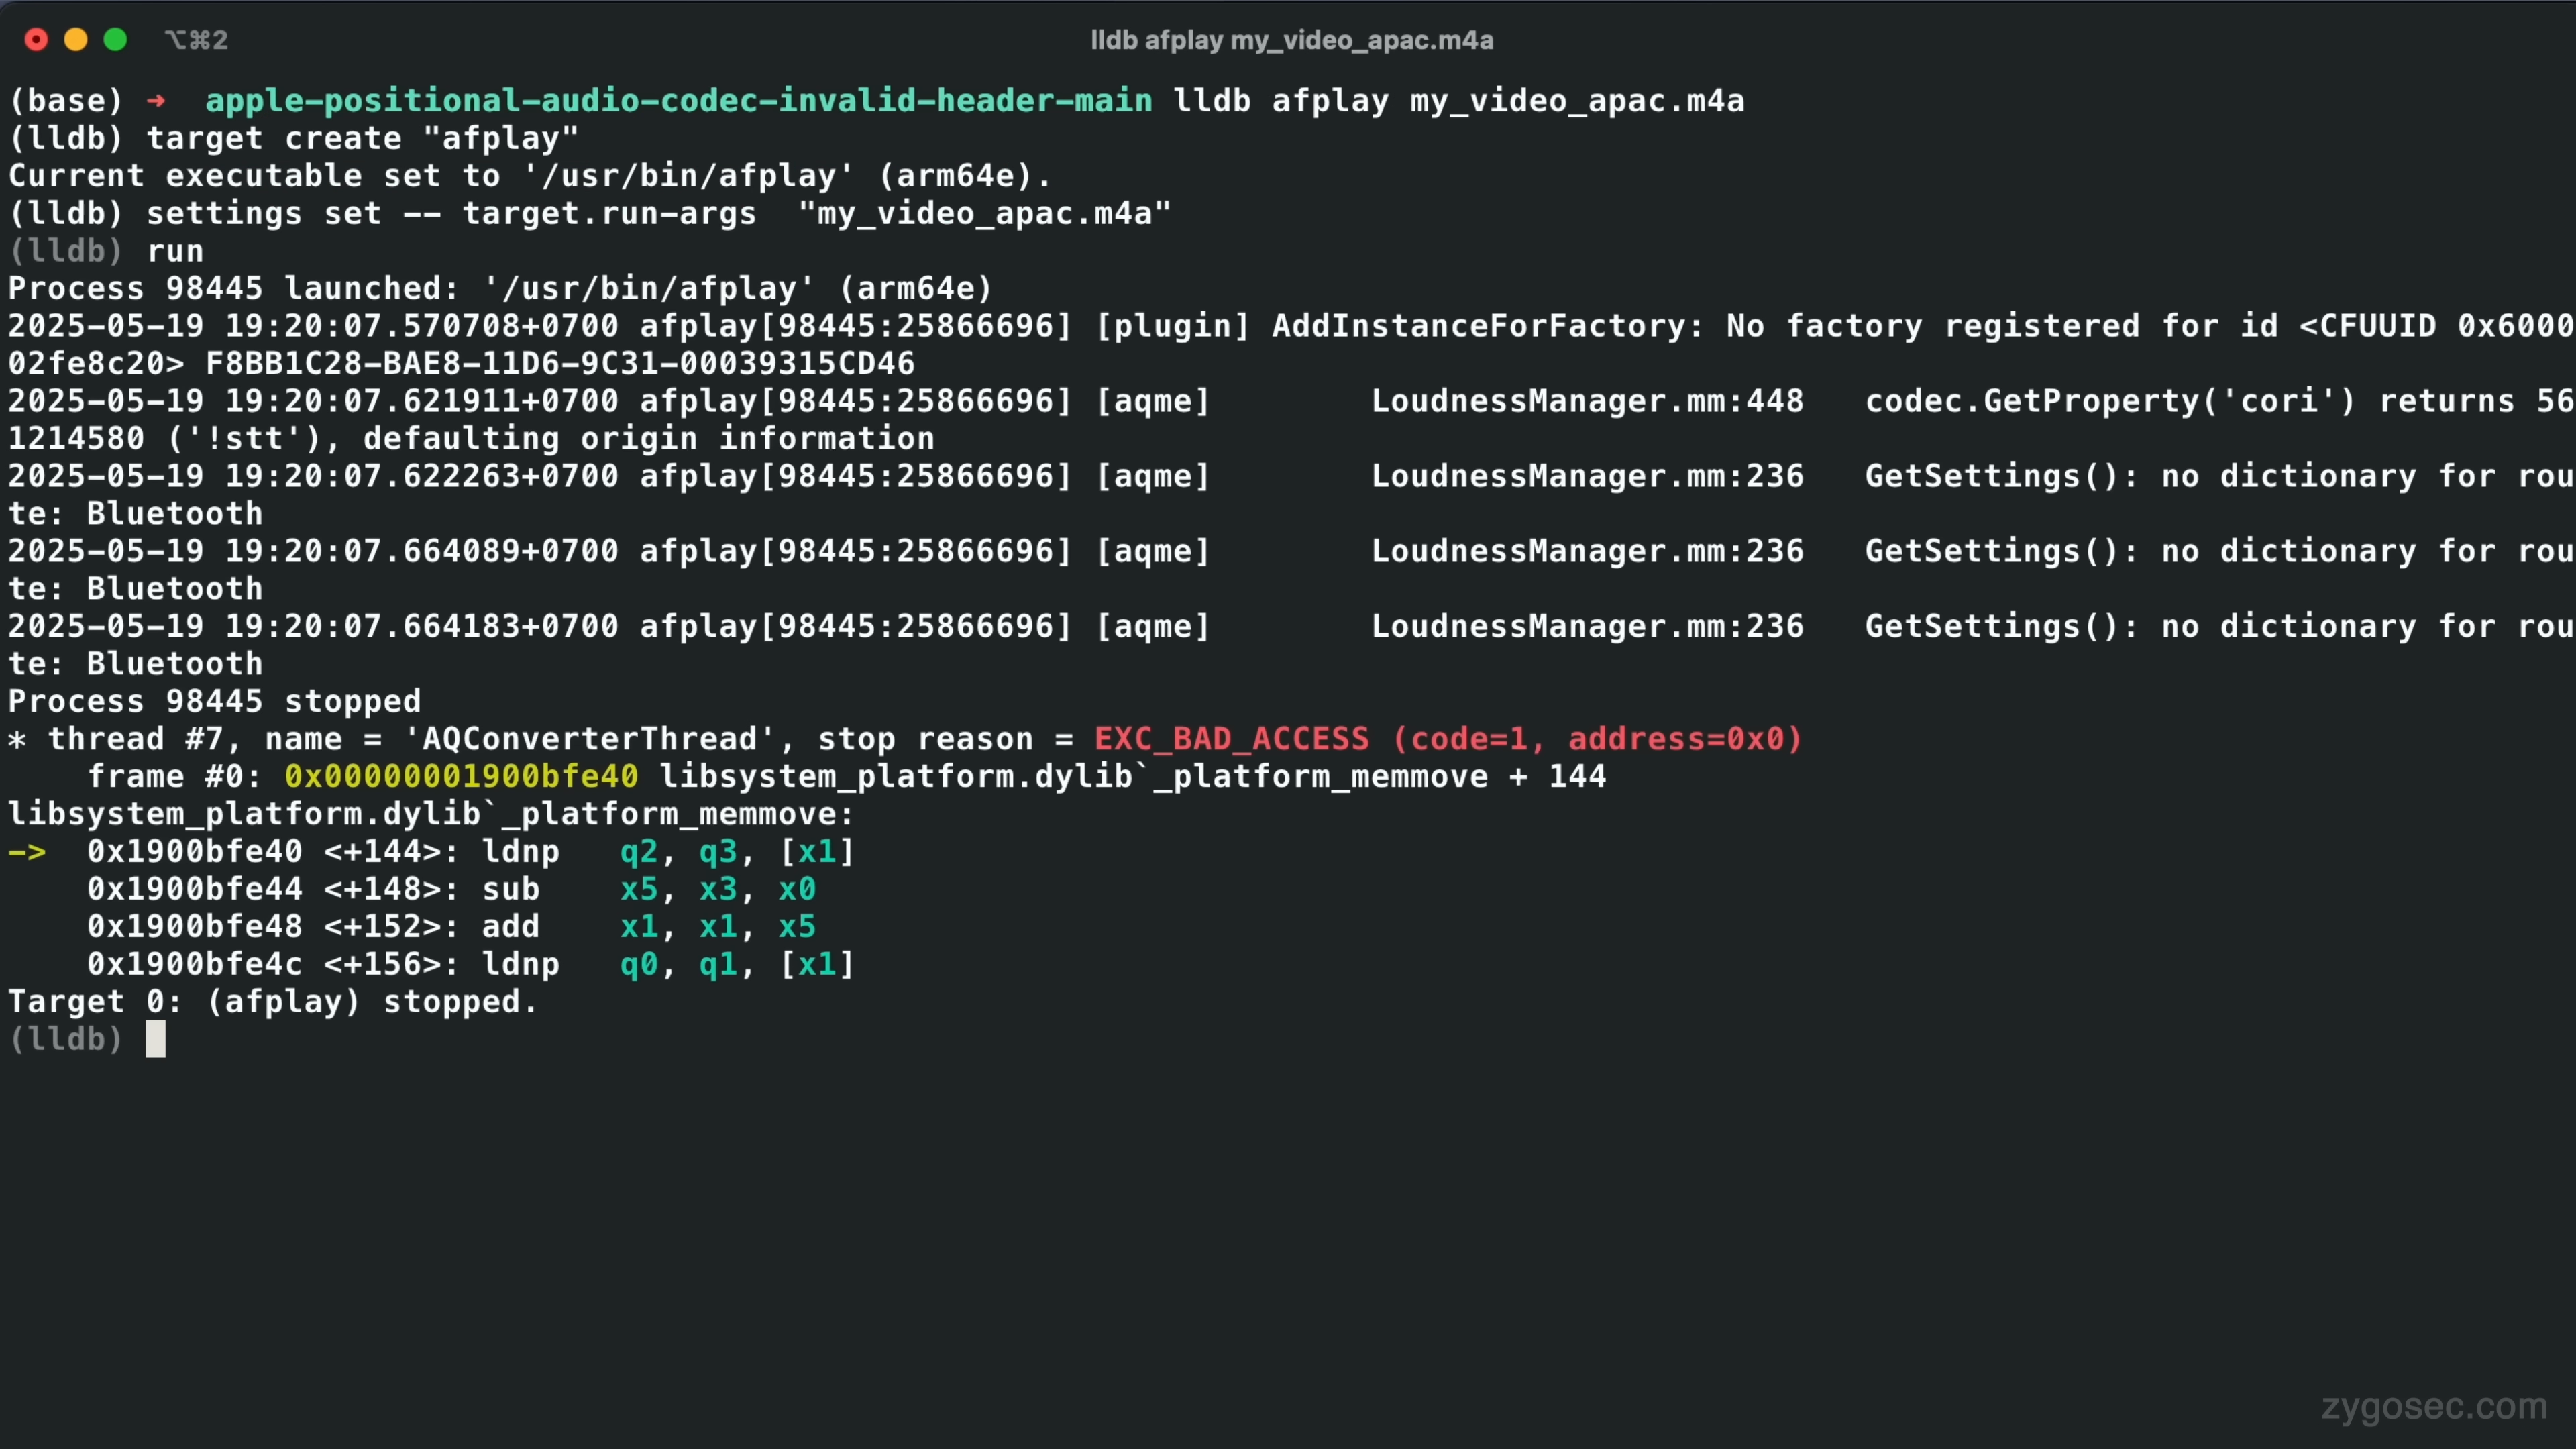 ⌥⌘2
lldb afplay my_video_apac.m4a
(base) ➜  apple-positional-audio-codec-invalid-header-main lldb afplay my_video_apac.m4a
(lldb) target create "afplay"
Current executable set to '/usr/bin/afplay' (arm64e).
(lldb) settings set -- target.run-args  "my_video_apac.m4a"
(lldb) run
Process 98445 launched: '/usr/bin/afplay' (arm64e)
2025-05-19 19:20:07.570708+0700 afplay[98445:25866696] [plugin] AddInstanceForFactory: No factory registered for id <CFUUID 0x6000
02fe8c20> F8BB1C28-BAE8-11D6-9C31-00039315CD46
2025-05-19 19:20:07.621911+0700 afplay[98445:25866696] [aqme]        LoudnessManager.mm:448   codec.GetProperty('cori') returns 56
1214580 ('!stt'), defaulting origin information
2025-05-19 19:20:07.622263+0700 afplay[98445:25866696] [aqme]        LoudnessManager.mm:236   GetSettings(): no dictionary for rou
te: Bluetooth
2025-05-19 19:20:07.664089+0700 afplay[98445:25866696] [aqme]        LoudnessManager.mm:236   GetSettings(): no dictionary for rou
te: Bluetooth
2025-05-19 19:20:07.664183+0700 afplay[98445:25866696] [aqme]        LoudnessManager.mm:236   GetSettings(): no dictionary for rou
te: Bluetooth
Process 98445 stopped
* thread #7, name = 'AQConverterThread', stop reason = EXC_BAD_ACCESS (code=1, address=0x0)
    frame #0: 0x00000001900bfe40 libsystem_platform.dylib`_platform_memmove + 144
libsystem_platform.dylib`_platform_memmove:
->  0x1900bfe40 <+144>: ldnp   q2, q3, [x1]
    0x1900bfe44 <+148>: sub    x5, x3, x0
    0x1900bfe48 <+152>: add    x1, x1, x5
    0x1900bfe4c <+156>: ldnp   q0, q1, [x1]
Target 0: (afplay) stopped.
(lldb)
zygosec.com